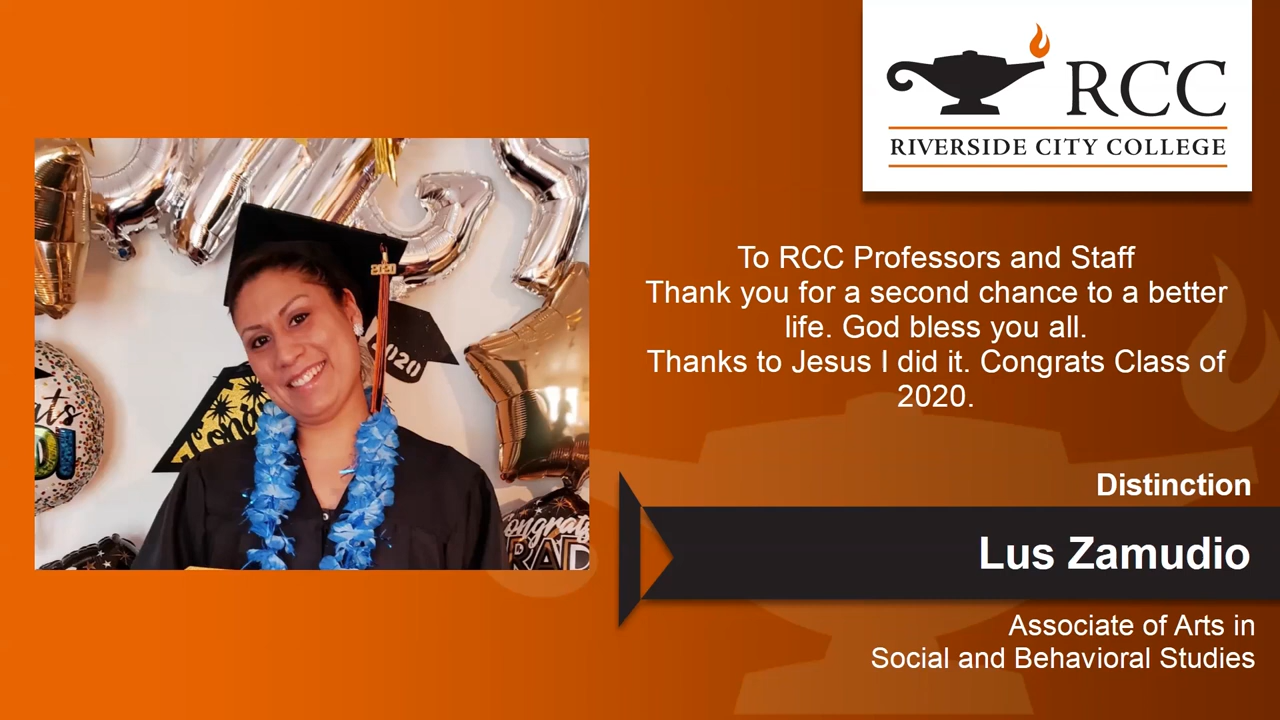 RCC
RIVERSIDE CITY COLLEGE
To RCC Professors and Staff
Thank you for a second chance to a better
life. God bless you all.
Thanks to Jesus I did it. Congrats Class of
2020.
Distinction
Lus Zamudio
Associate of Arts in
Social and Behavioral Studies
2020
2020
Congrats